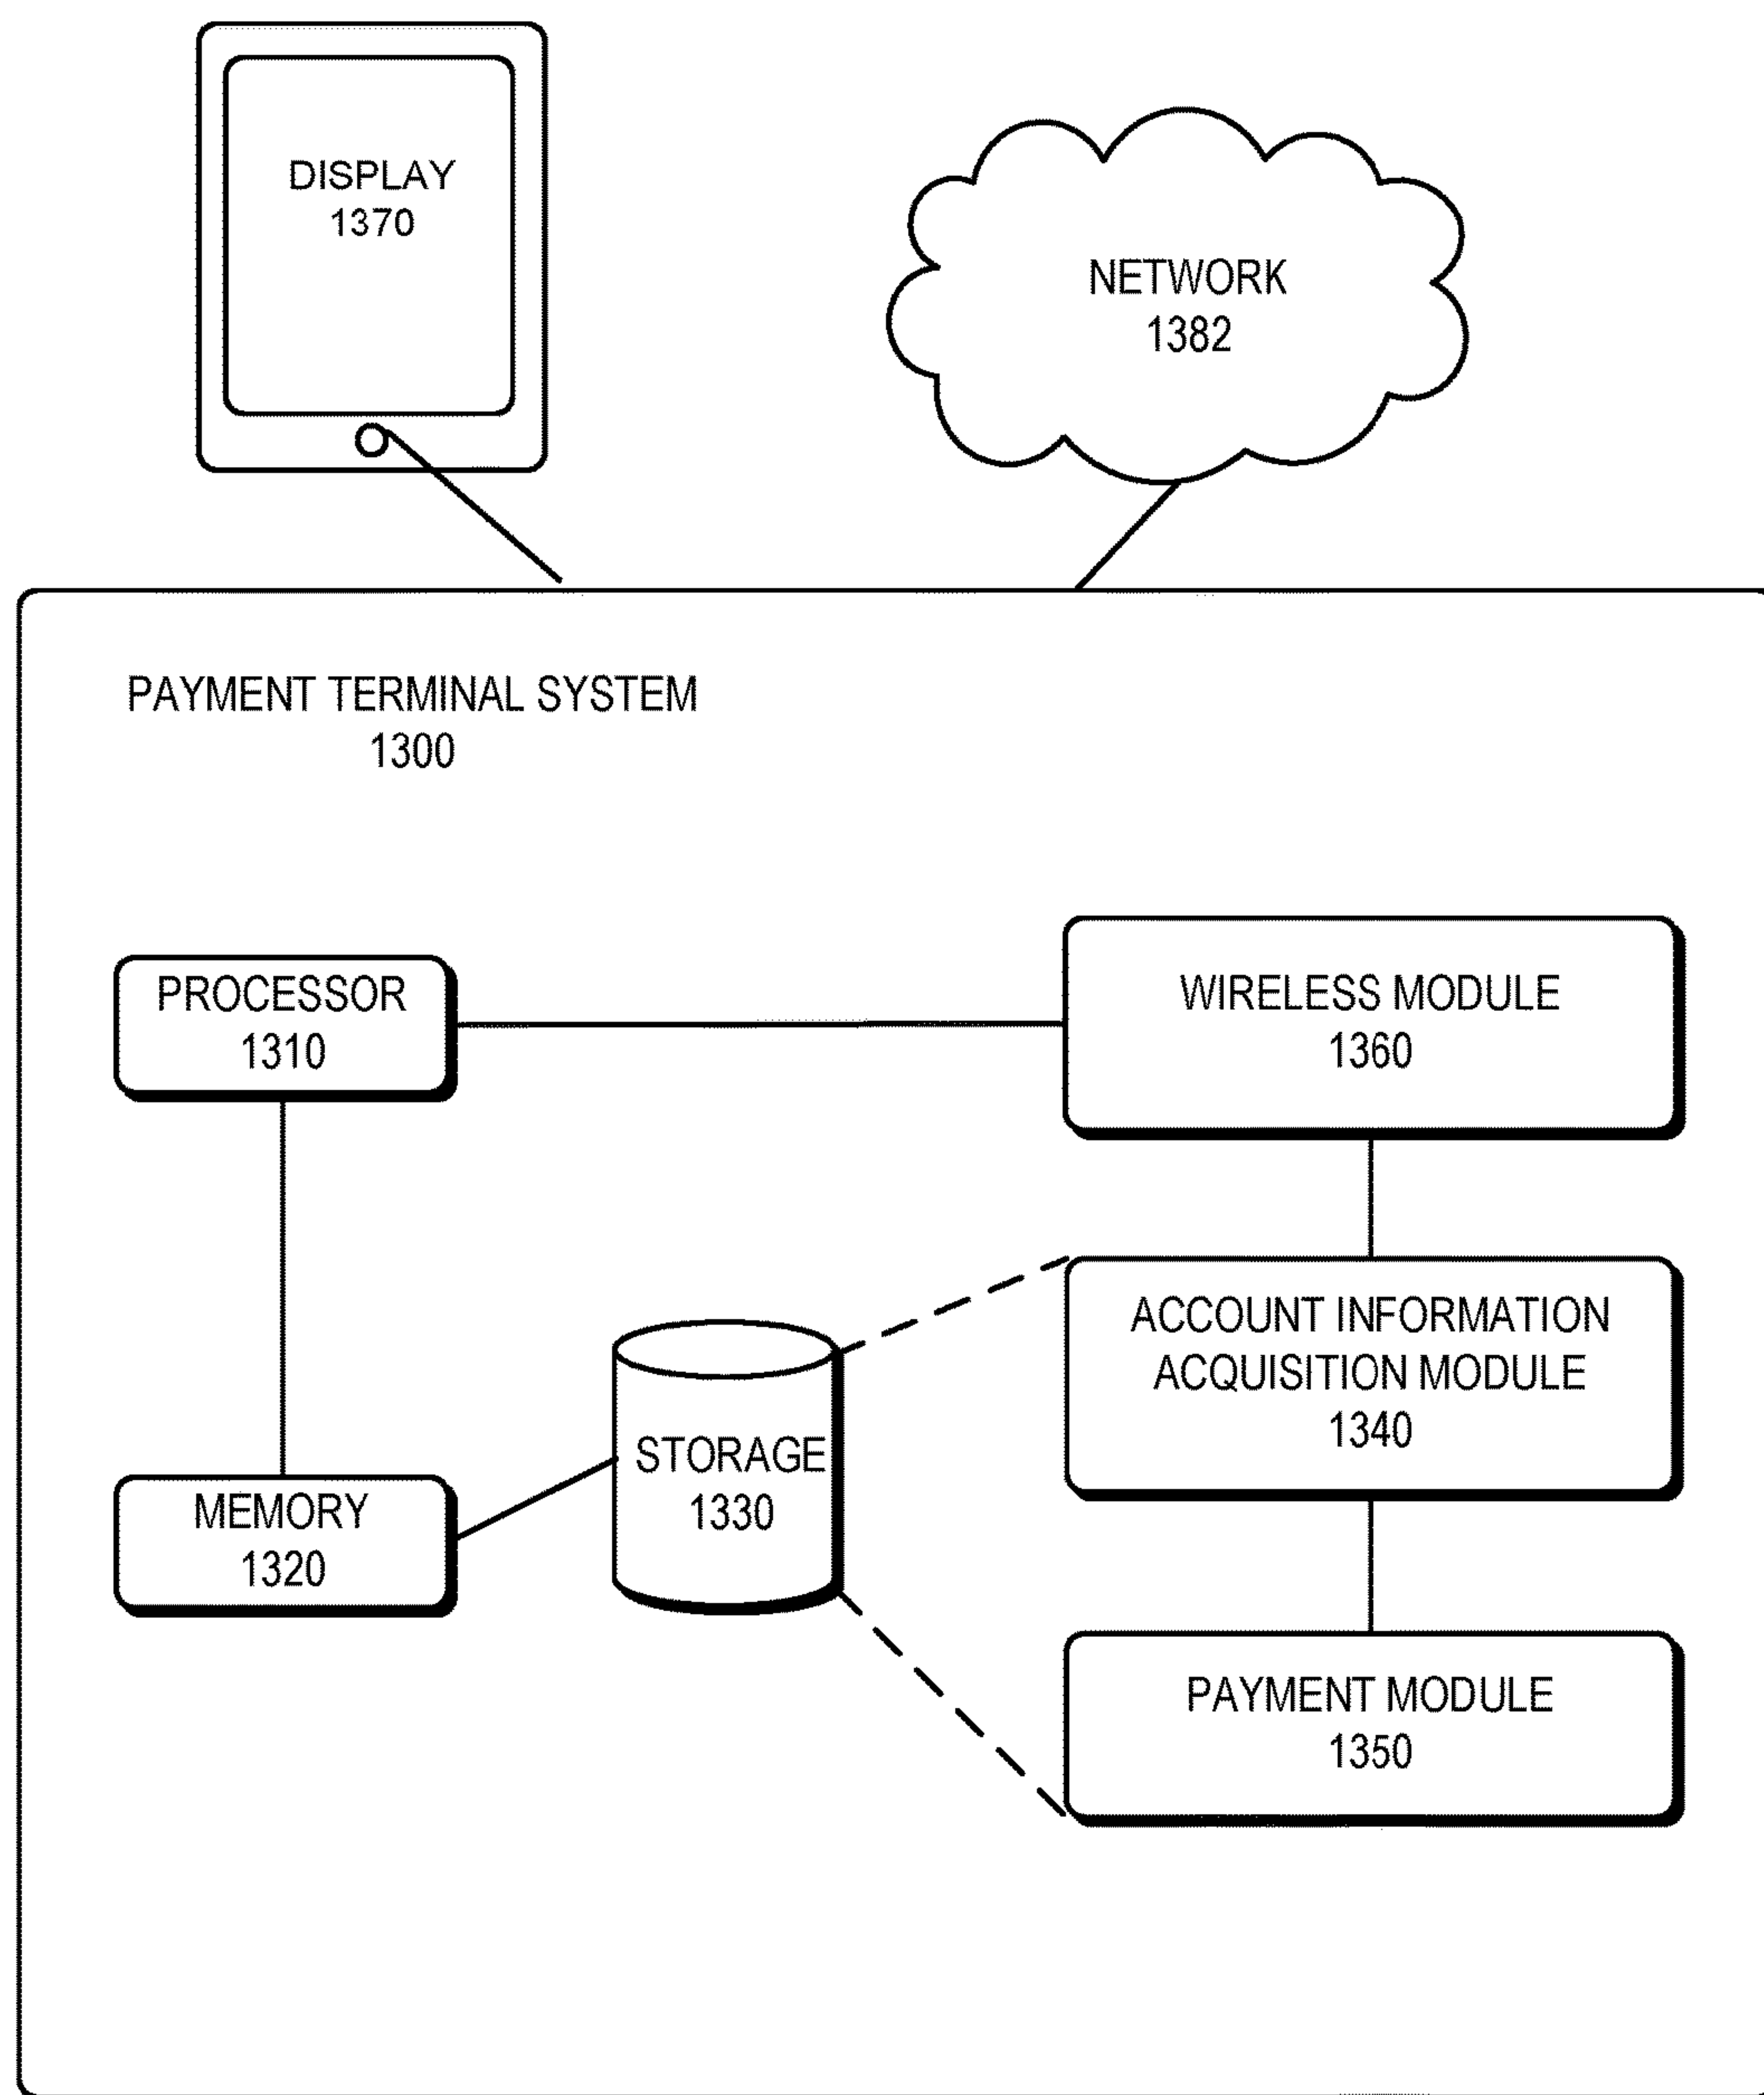 DISPLAY
1370
NETWORK
1382
PAYMENT TERMINAL SYSTEM
1300
PROCESSOR
1310
WIRELESS MODULE
1360
ACCOUNT INFORMATION
ACQUISITION MODULE
1340
STORAGE
1330
MEMORY
1320
PAYMENT MODULE
1350